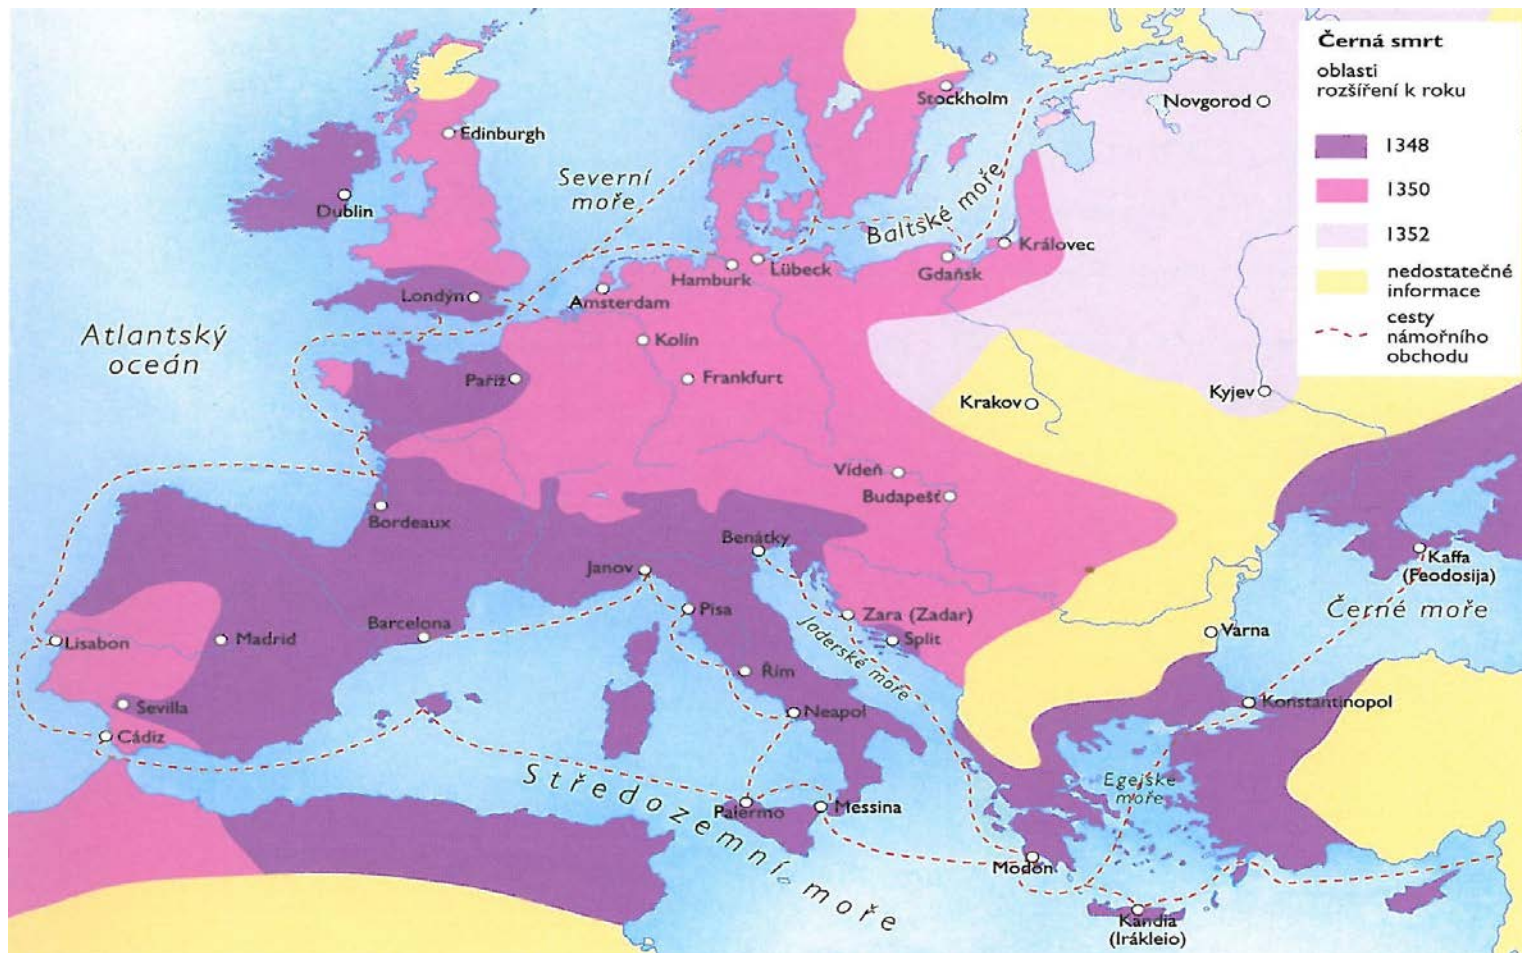 Černá smrt
oblasti
rozšíření k roku
1348
1350
1352
nedostatečné
informace
cesty
námořního
obchodu
Stockholm
Novgorod
Edinburgh
Severní
moře
Dublin
Baltské moře
Královec
Gdaňsk
Lübeck
Hamburk
Londýn
Amsterdam
Atlantský
oceán
Kolín
Paříž
Frankfurt
Krakov
Kyjev
Vídeň
Budapešť
Bordeaux
Benátky
Janov
Kaffa
(Feodosija)
Černé moře
Pisa
Zara (Zadar)
Barcelona
Lisabon
Madrid
Split
Varna
Jaderské moře
Řím
Sevilla
Neapol
Konstantinopol
Cádiz
Egejské
moře
Středozemní moře
Palermo
Messina
Modon
Kandia
(Irákleio)